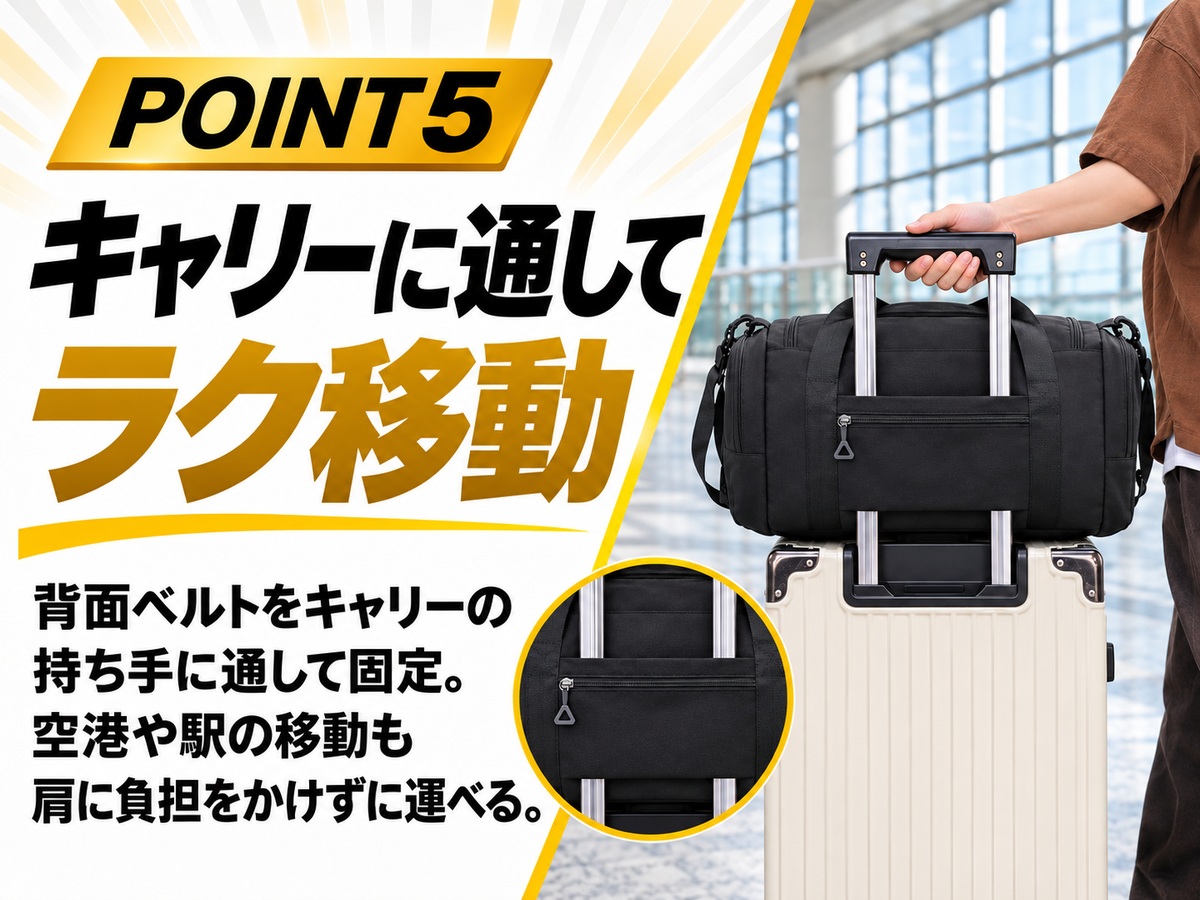 POINT5
キャリーに通して
ラク移動
背面ベルトをキャリーの
持ち手に通して固定。
空港や駅の移動も
肩に負担をかけずに運べる。